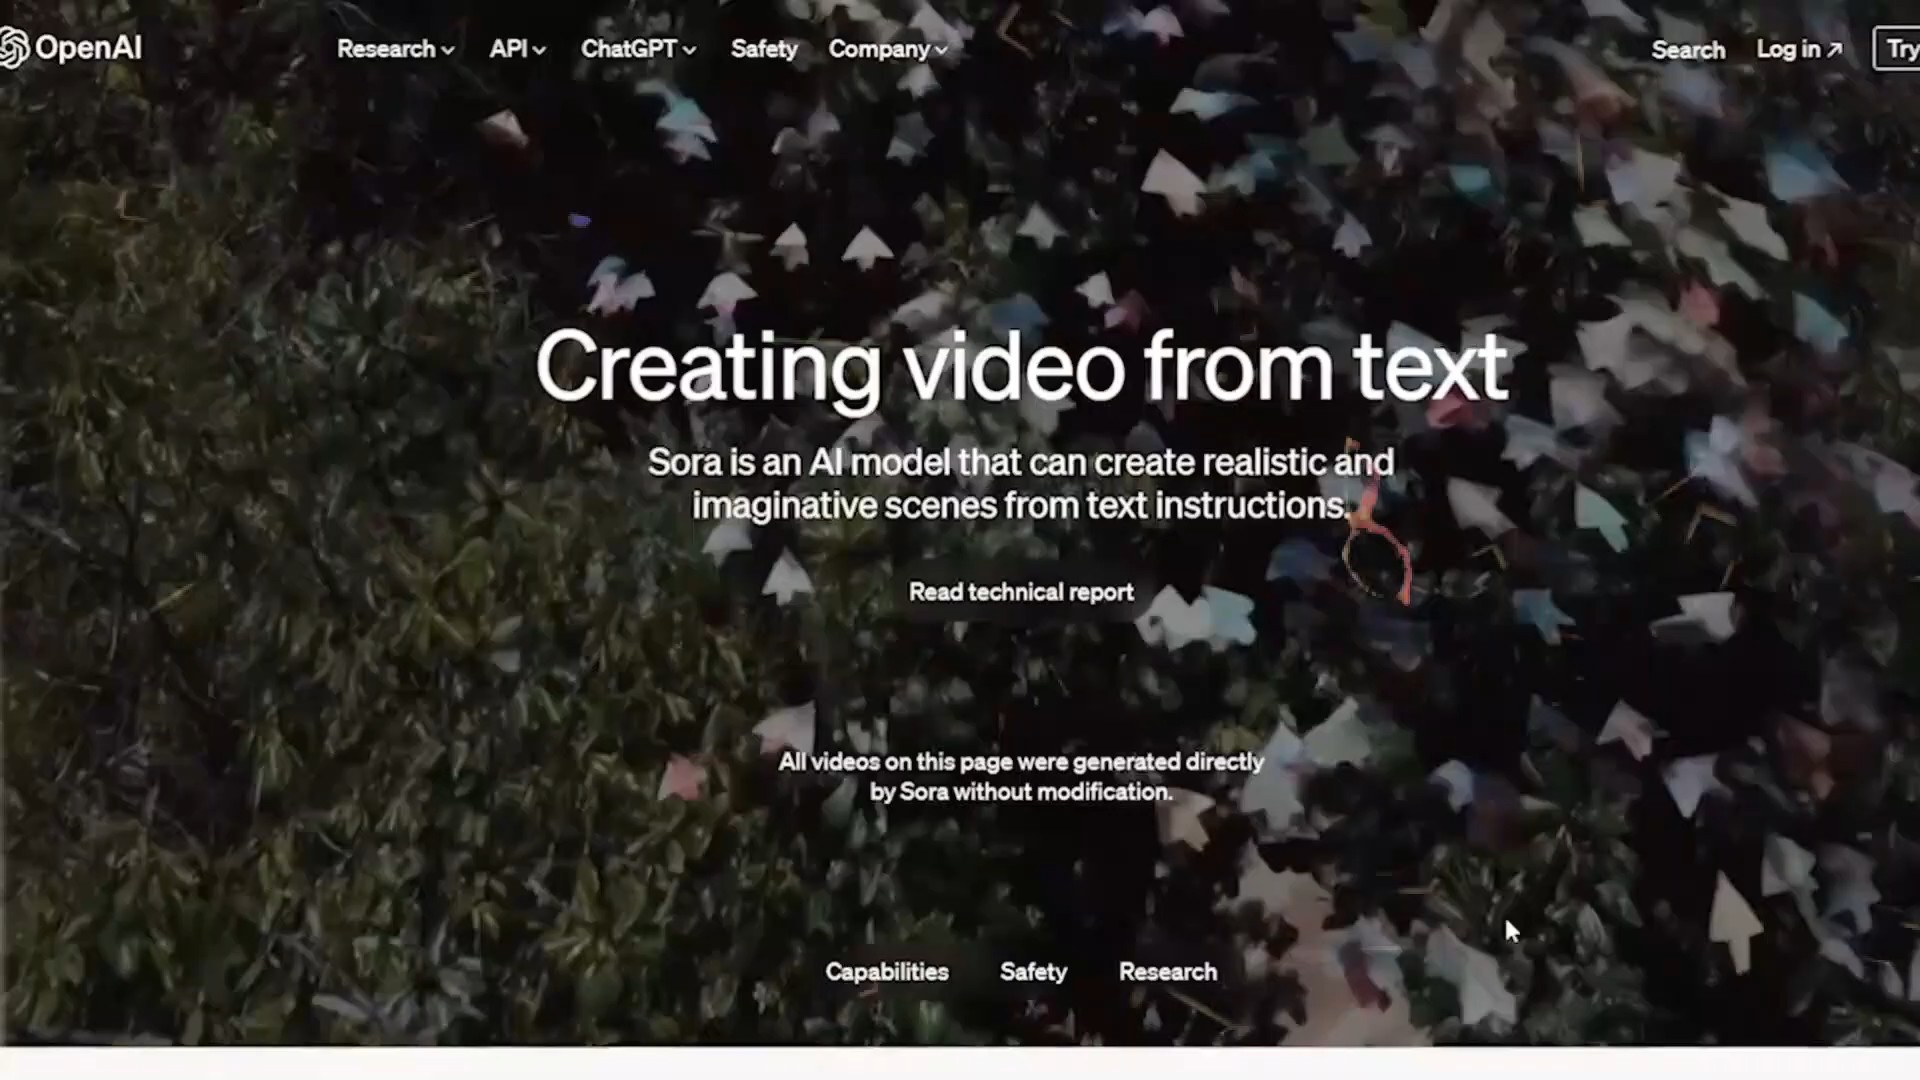 OpenAI
Research
API
ChatGPT
Safety
Company
Search
Log in
Try
Creating video from text
Sora is an AI model that can create realistic and
imaginative scenes from text instructions.
Read technical report
All videos on this page were generated directly
by Sora without modification.
Capabilities
Safety
Research